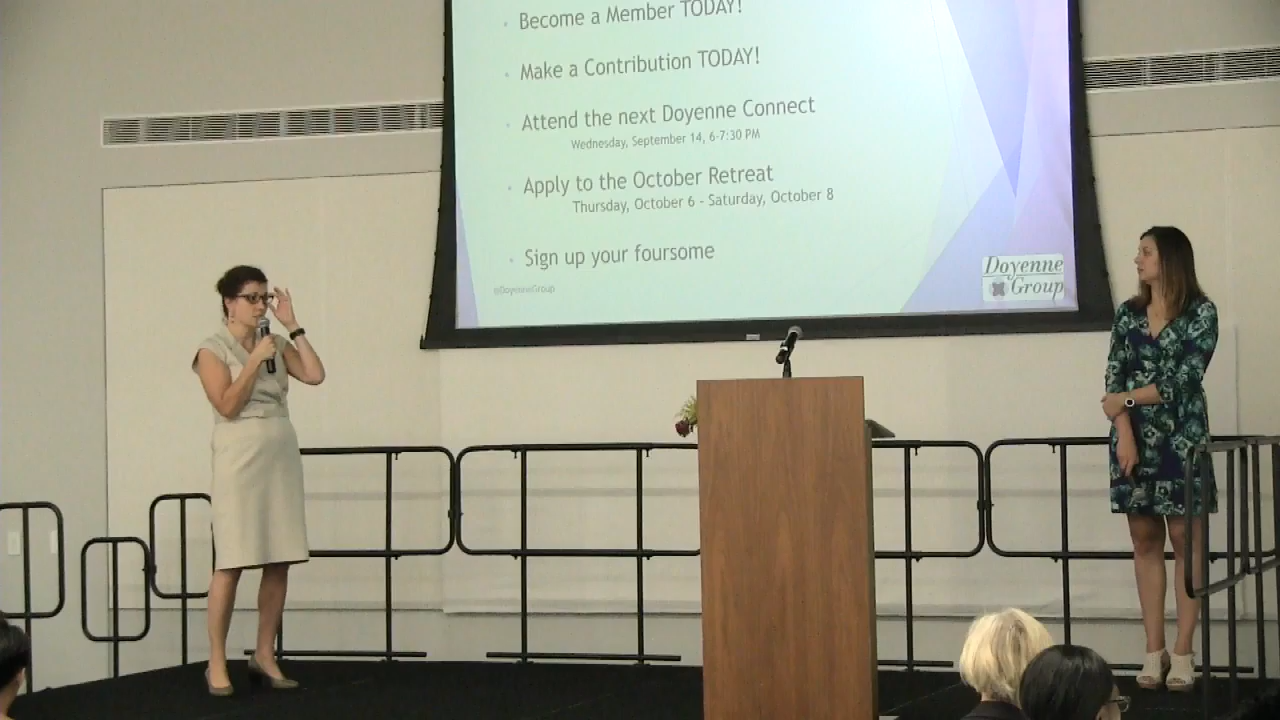 Become a Member TODAY!
Make a Contribution TODAY!
Attend the next Doyenne Connect
Wednesday, September 14, 6-7:30 PM
Apply to the October Retreat
Thursday, October 6 - Saturday, October 8
Sign up your foursome
@DoyenneGroup
Doyenne
Group